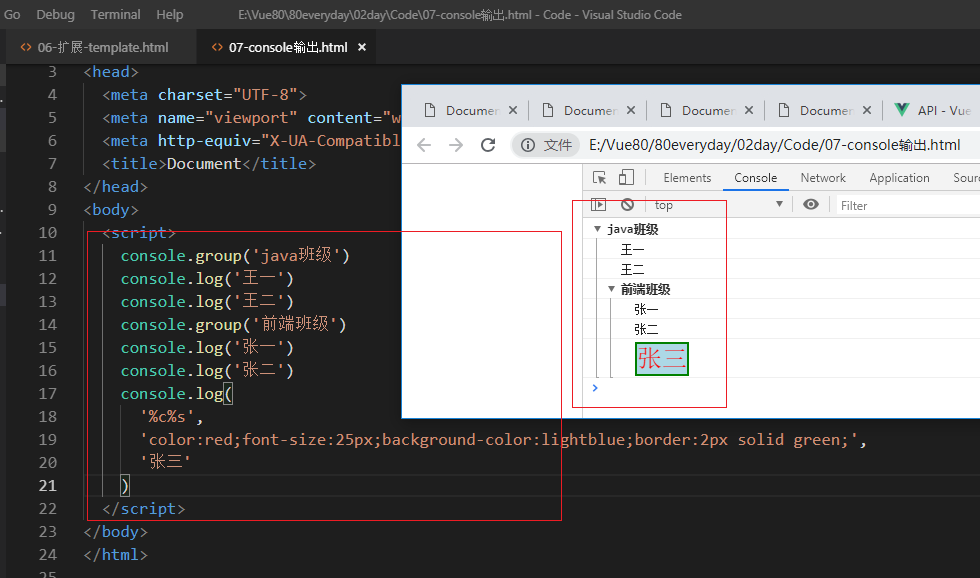 Go Debug Terminal Help E:\Vue80\80everyday\02day\Code\07-console输出.html - Code - Visual Studio Code
<> 06-扩展-template.html <> 07-console输出.html ×
3 <head>
4 <meta charset="UTF-8">
5 <meta name="viewport" content="w
6 <meta http-equiv="X-UA-Compatibl
7 <title>Document</title>
8 </head>
9 <body>
10 <script>
11 console.group('java班级')
12 console.log('王一')
13 console.log('王二')
14 console.group('前端班级')
15 console.log('张一')
16 console.log('张二')
17 console.log(
18 '%c%s',
19 'color:red;font-size:25px;background-color:lightblue;border:2px solid green;',
20 '张三'
21 )
22 </script>
23 </body>
24 </html>
25
Documen × Documen × Documen × Documen × API - Vue
文件 E:/Vue80/80everyday/02day/Code/07-console输出.html
Elements Console Network Application Sour
top Filter
java班级
王一
王二
前端班级
张一
张二
张三
>